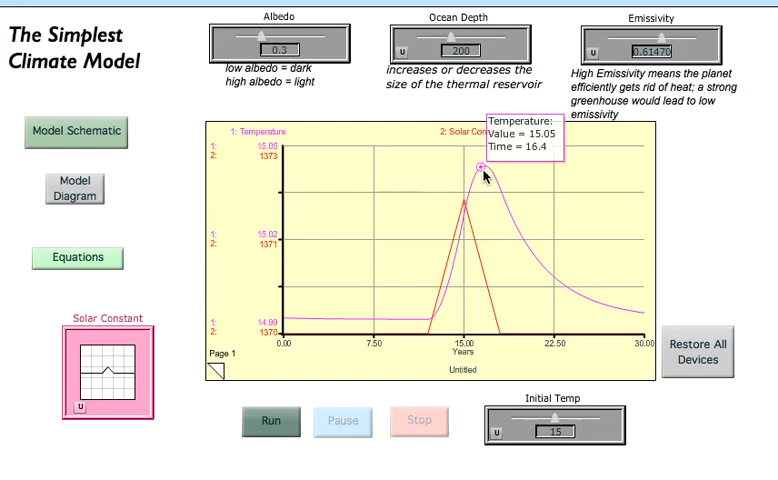 The Simplest
Climate Model
Albedo
0.3
low albedo = dark
high albedo = light
Ocean Depth
U
200
increases or decreases the
size of the thermal reservoir
Emissivity
U
0.61470
High Emissivity means the planet
efficiently gets rid of heat; a strong
greenhouse would lead to low
emissivity
Model Schematic
Model
Diagram
Equations
Solar Constant
U
1: Temperature
2: Solar Con
Temperature:
Value = 15.05
Time = 16.4
1: 15.05
2: 1373
1: 15.02
2: 1371
1: 14.99
2: 1370
0.00 7.50 15.00 22.50 30.00
Years
Page 1
Untitled
Restore All
Devices
Run
Pause
Stop
Initial Temp
U
15